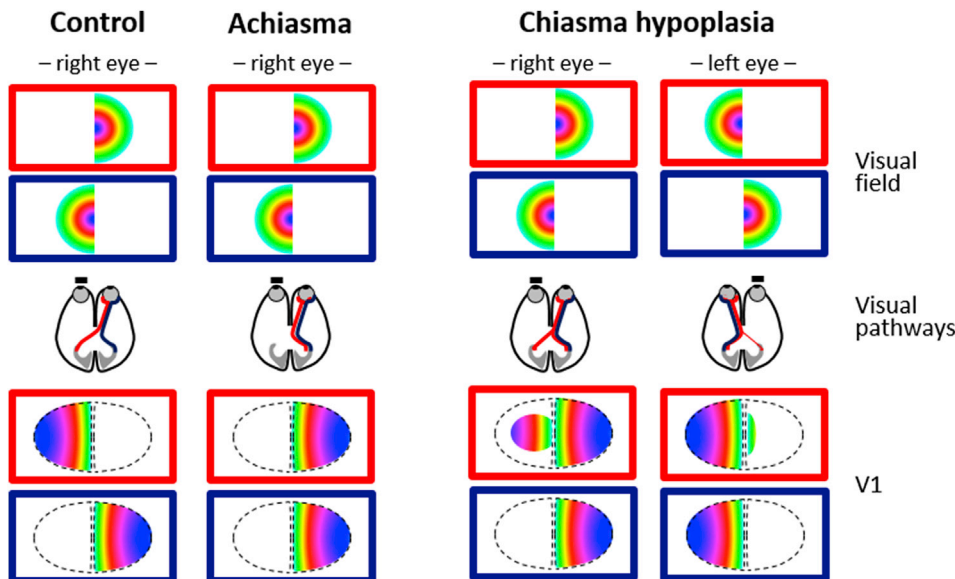 Control
Achiasma
Chiasma hypoplasia
– right eye –
– right eye –
– right eye –
– left eye –
Visual
field
Visual
pathways
V1